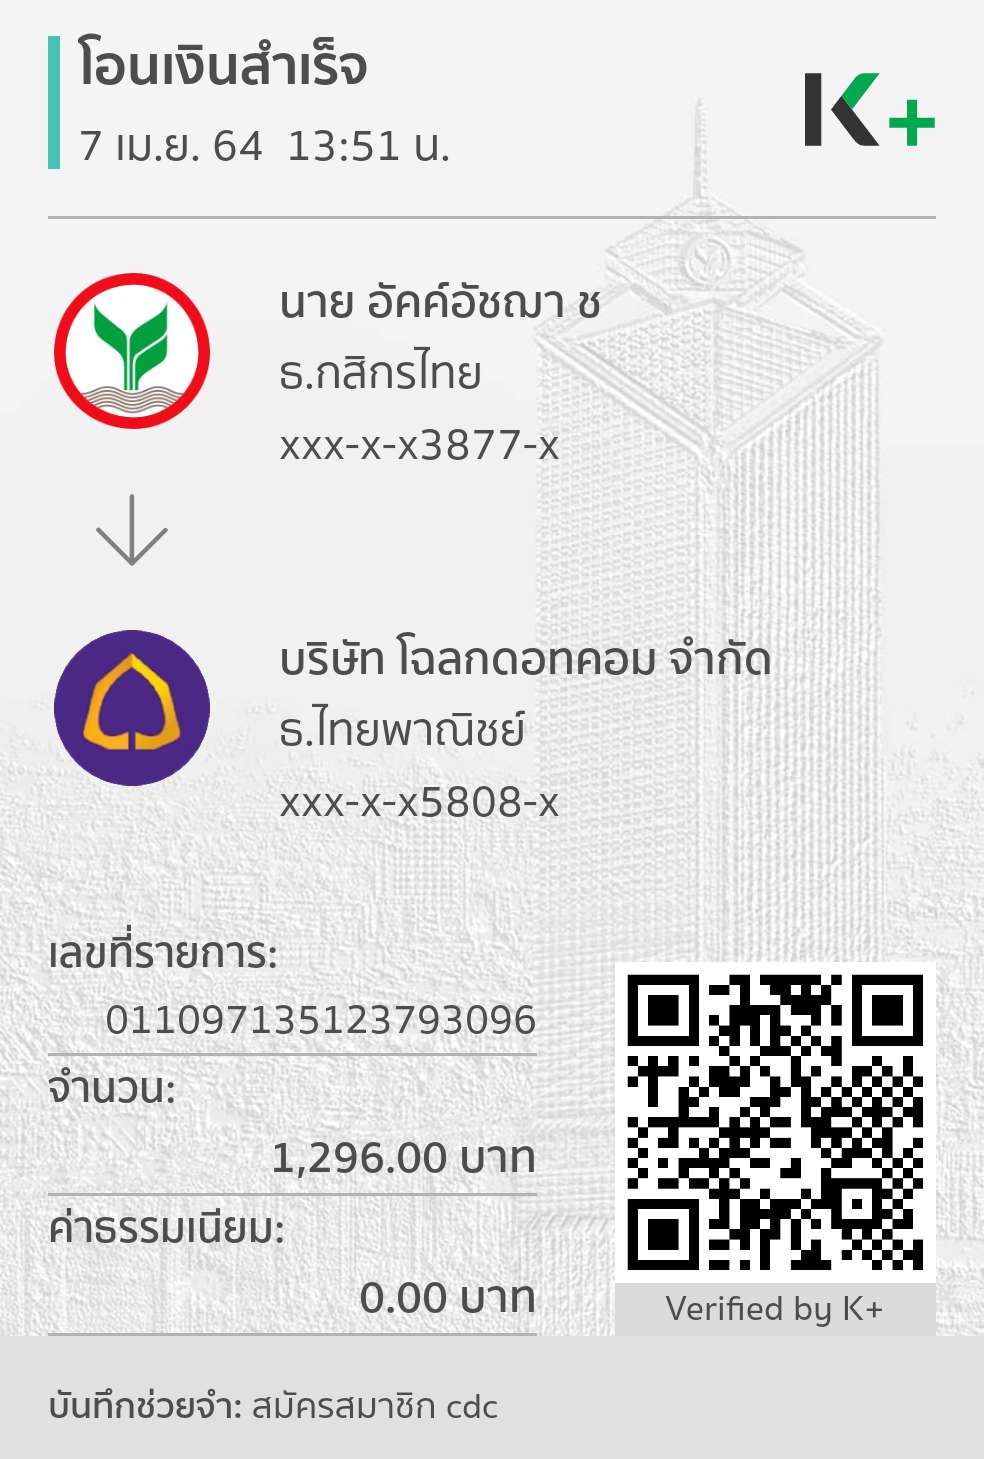 โอนเงินสำเร็จ
7 เม.ย. 64  13:51 น.
K+
นาย อัคค์อัชฌา ช
ธ.กสิกรไทย
xxx-x-x3877-x
บริษัท โฉลกดอทคอม จำกัด
ธ.ไทยพาณิชย์
xxx-x-x5808-x
เลขที่รายการ:
011097135123793096
จำนวน:
1,296.00 บาท
ค่าธรรมเนียม:
0.00 บาท
Verified by K+
บันทึกช่วยจำ: สมัครสมาชิก cdc